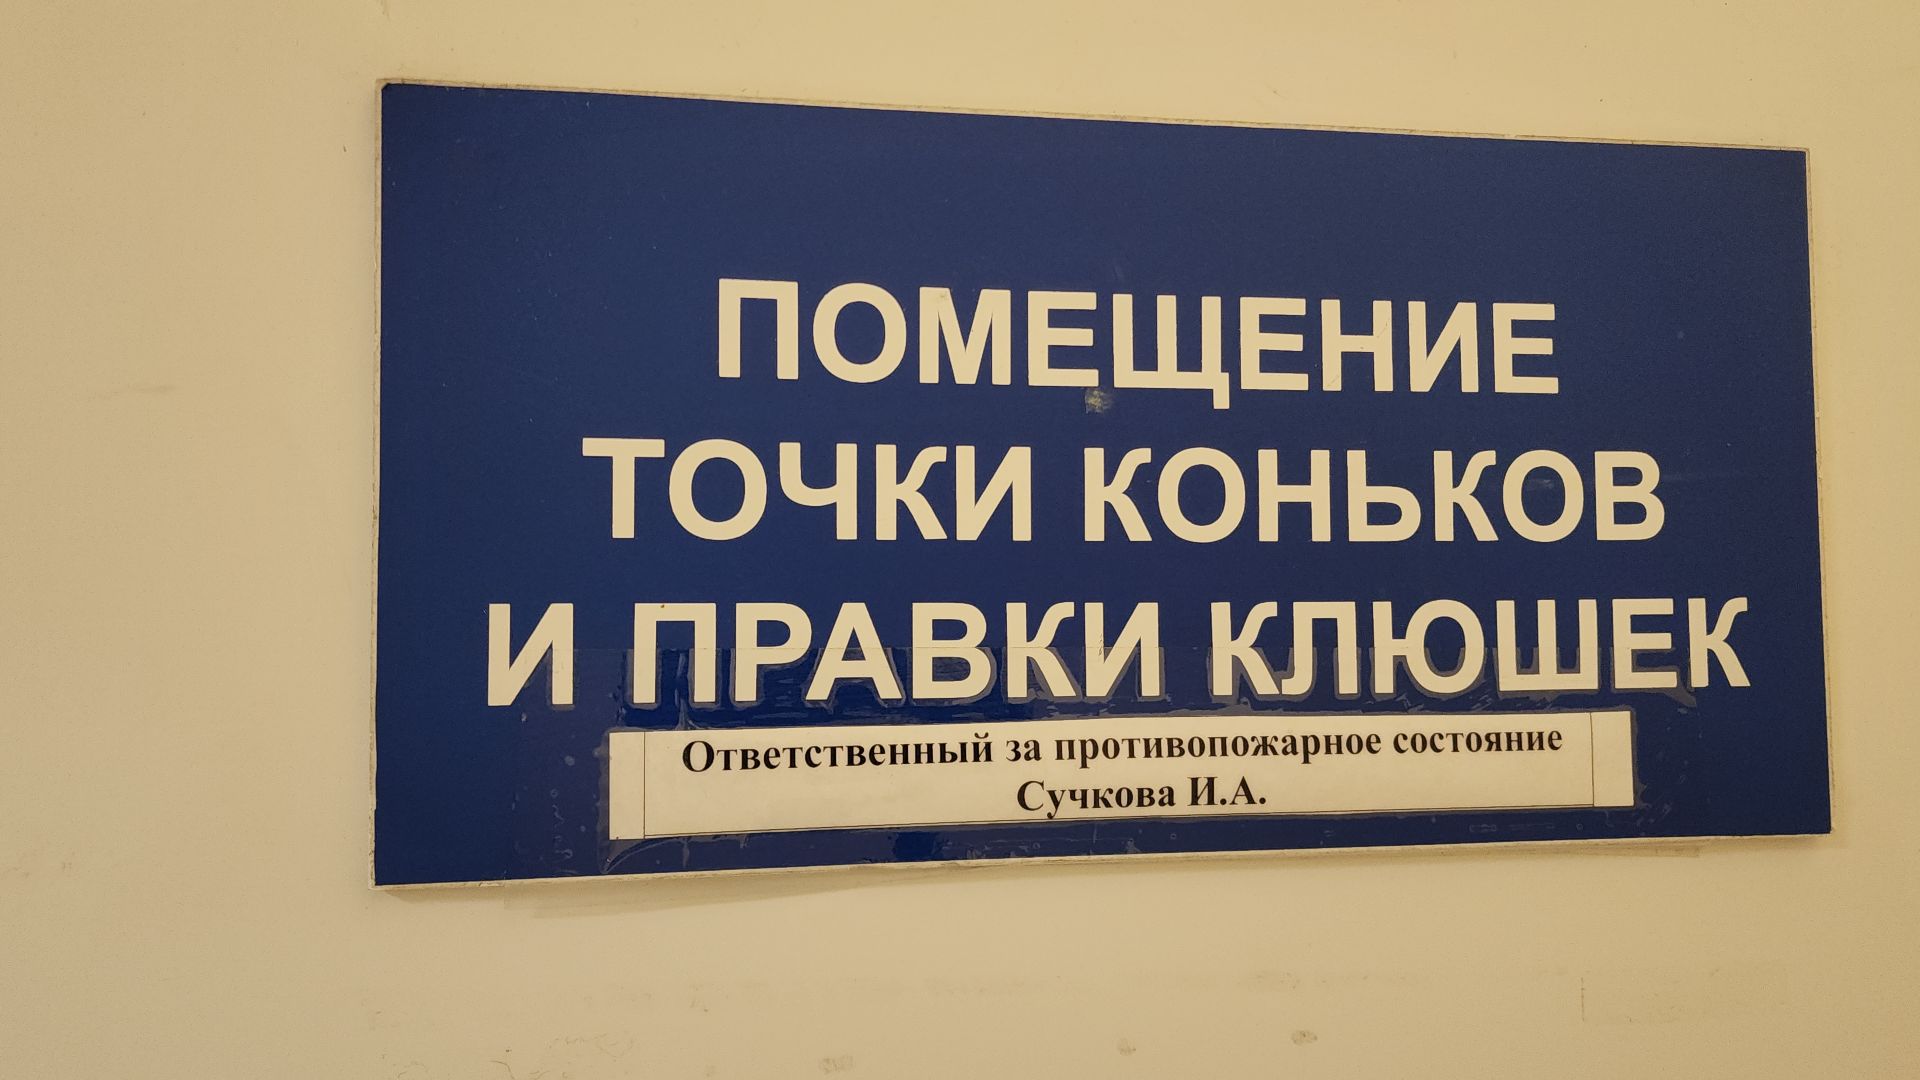 ПОМЕЩЕНИЕ
ТОЧКИ КОНЬКОВ
И ПРАВКИ КЛЮШЕК
Ответственный за противопожарное состояние
Сучкова И.А.